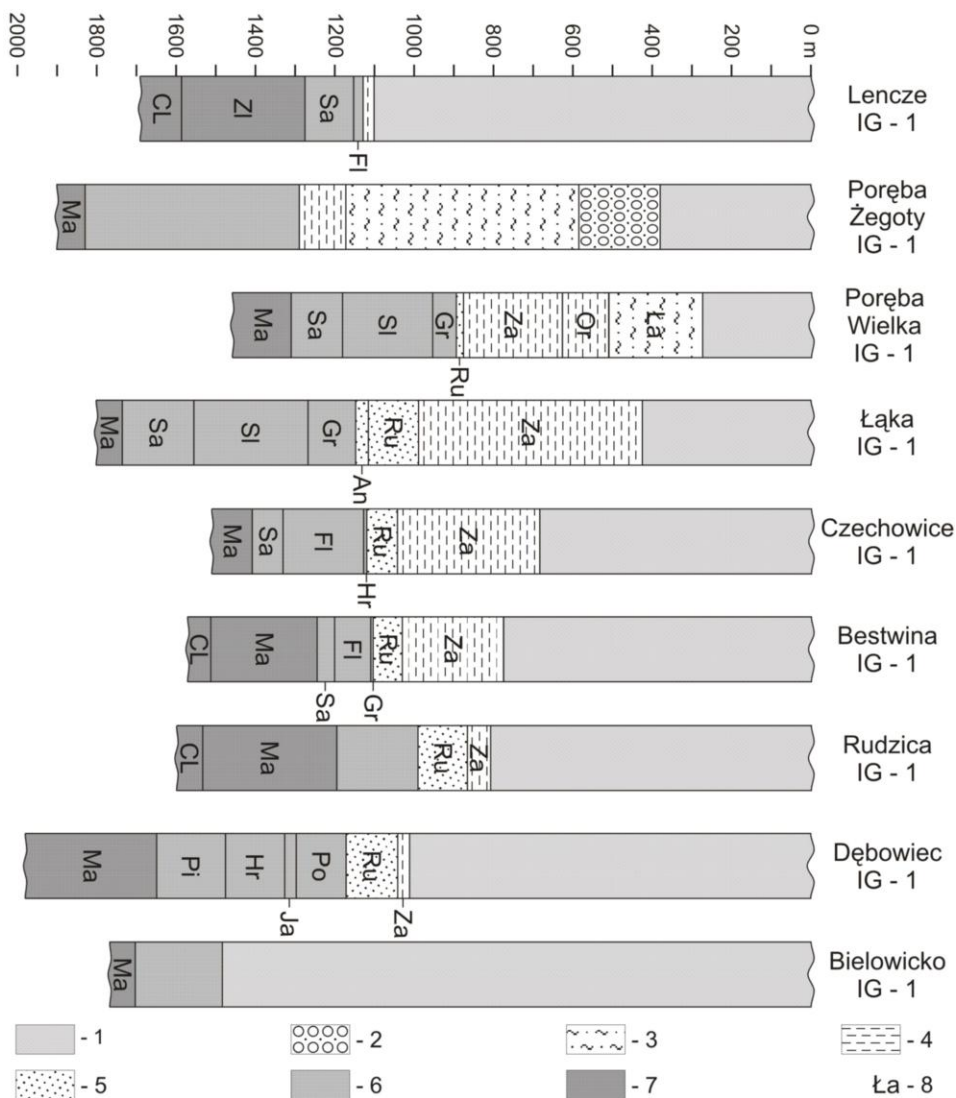 2000
1800
1600
1400
1200
1000
800
600
400
200
0 m
Lencze
IG - 1
CL
Zl
Sa
Fl
Poręba
Żegoty
IG - 1
Ma
Poręba
Wielka
IG - 1
Ma
Sa
Sl
Gr
Ru
Za
Or
Ła
Łąka
IG - 1
Ma
Sa
Sl
Gr
An
Ru
Za
Czechowice
IG - 1
Ma
Sa
Fl
Hr
Ru
Za
Bestwina
IG - 1
CL
Ma
Sa
Fl
Gr
Ru
Za
Rudzica
IG - 1
CL
Ma
Ru
Za
Dębowiec
IG - 1
Ma
Pi
Hr
Ja
Po
Ru
Za
Bielowicko
IG - 1
Ma
- 1
- 2
- 3
- 4
- 5
- 6
- 7
Ła - 8